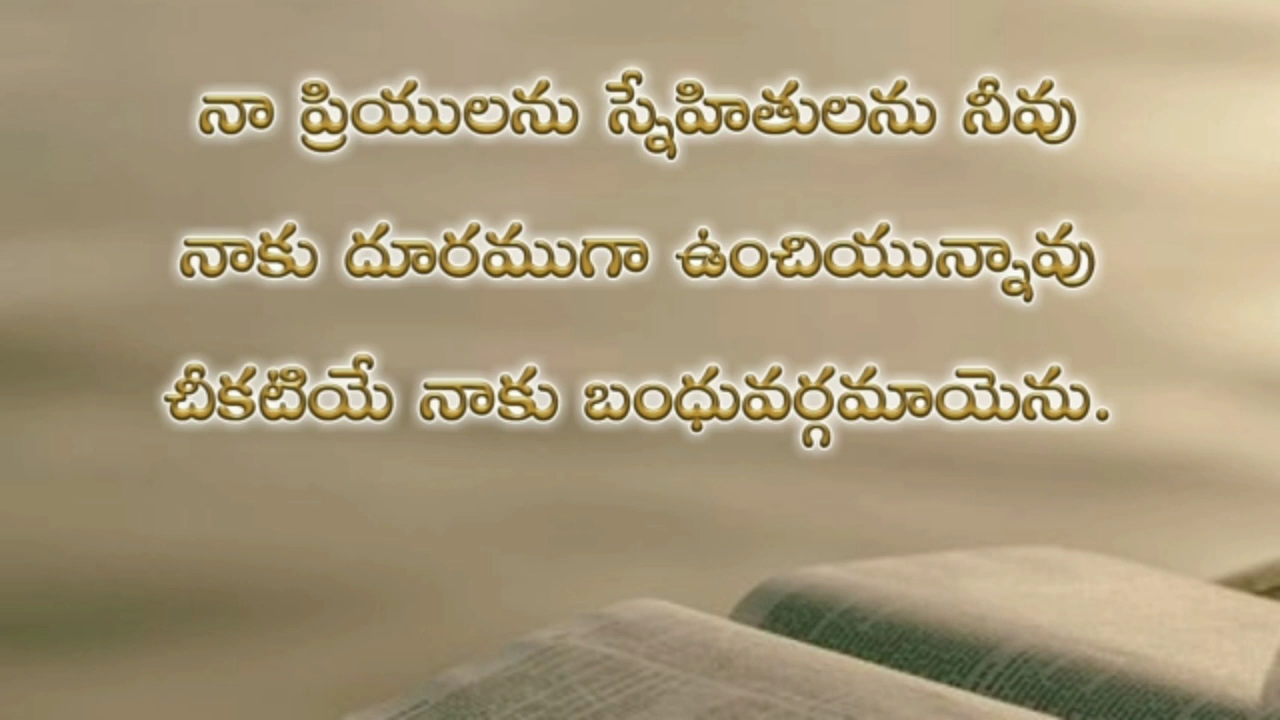 నా ప్రియులను స్నేహితులను నీవు
నాకు దూరముగా ఉంచియున్నావు
చీకటియే నాకు బంధువర్గమాయెను.